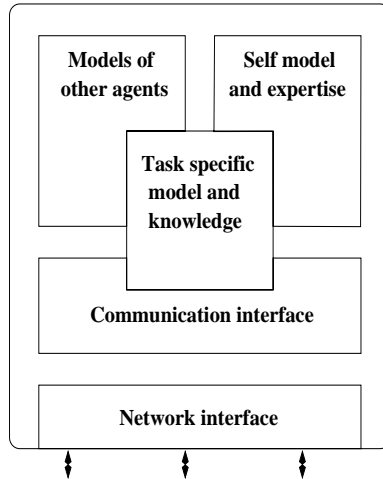 Models of
other agents
Self model
and expertise
Task specific
model and
knowledge
Communication interface
Network interface